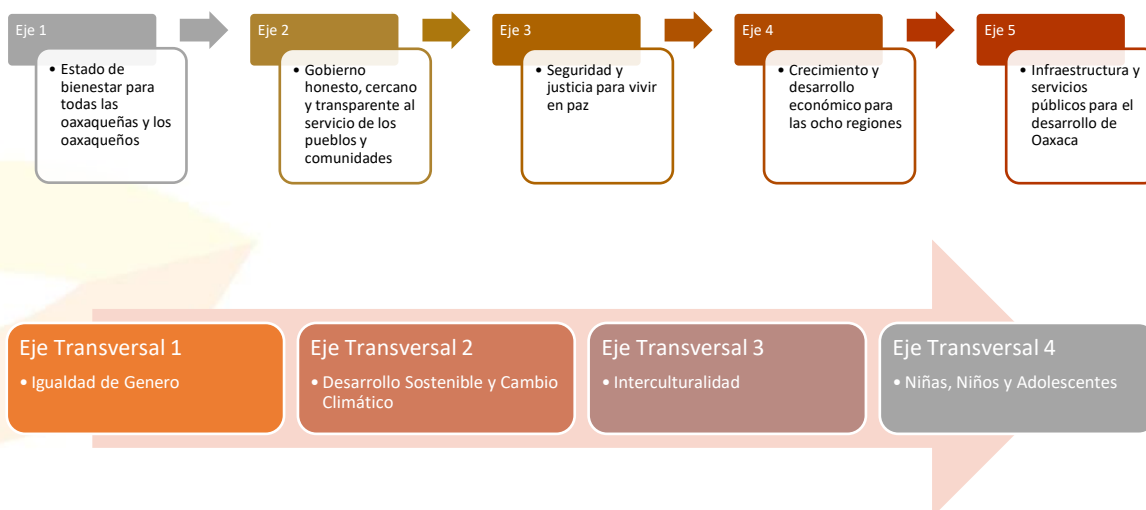 Eje 1
• Estado de
bienestar para
todas las
oaxaqueñas y los
oaxaqueños
Eje 2
• Gobierno
honesto, cercano
y transparente al
servicio de los
pueblos y
comunidades
Eje 3
• Seguridad y
justicia para vivir
en paz
Eje 4
• Crecimiento y
desarrollo
económico para
las ocho regiones
Eje 5
• Infraestructura y
servicios
públicos para el
desarrollo de
Oaxaca
Eje Transversal 1
• Igualdad de Genero
Eje Transversal 2
• Desarrollo Sostenible y Cambio
Climático
Eje Transversal 3
• Interculturalidad
Eje Transversal 4
• Niñas, Niños y Adolescentes